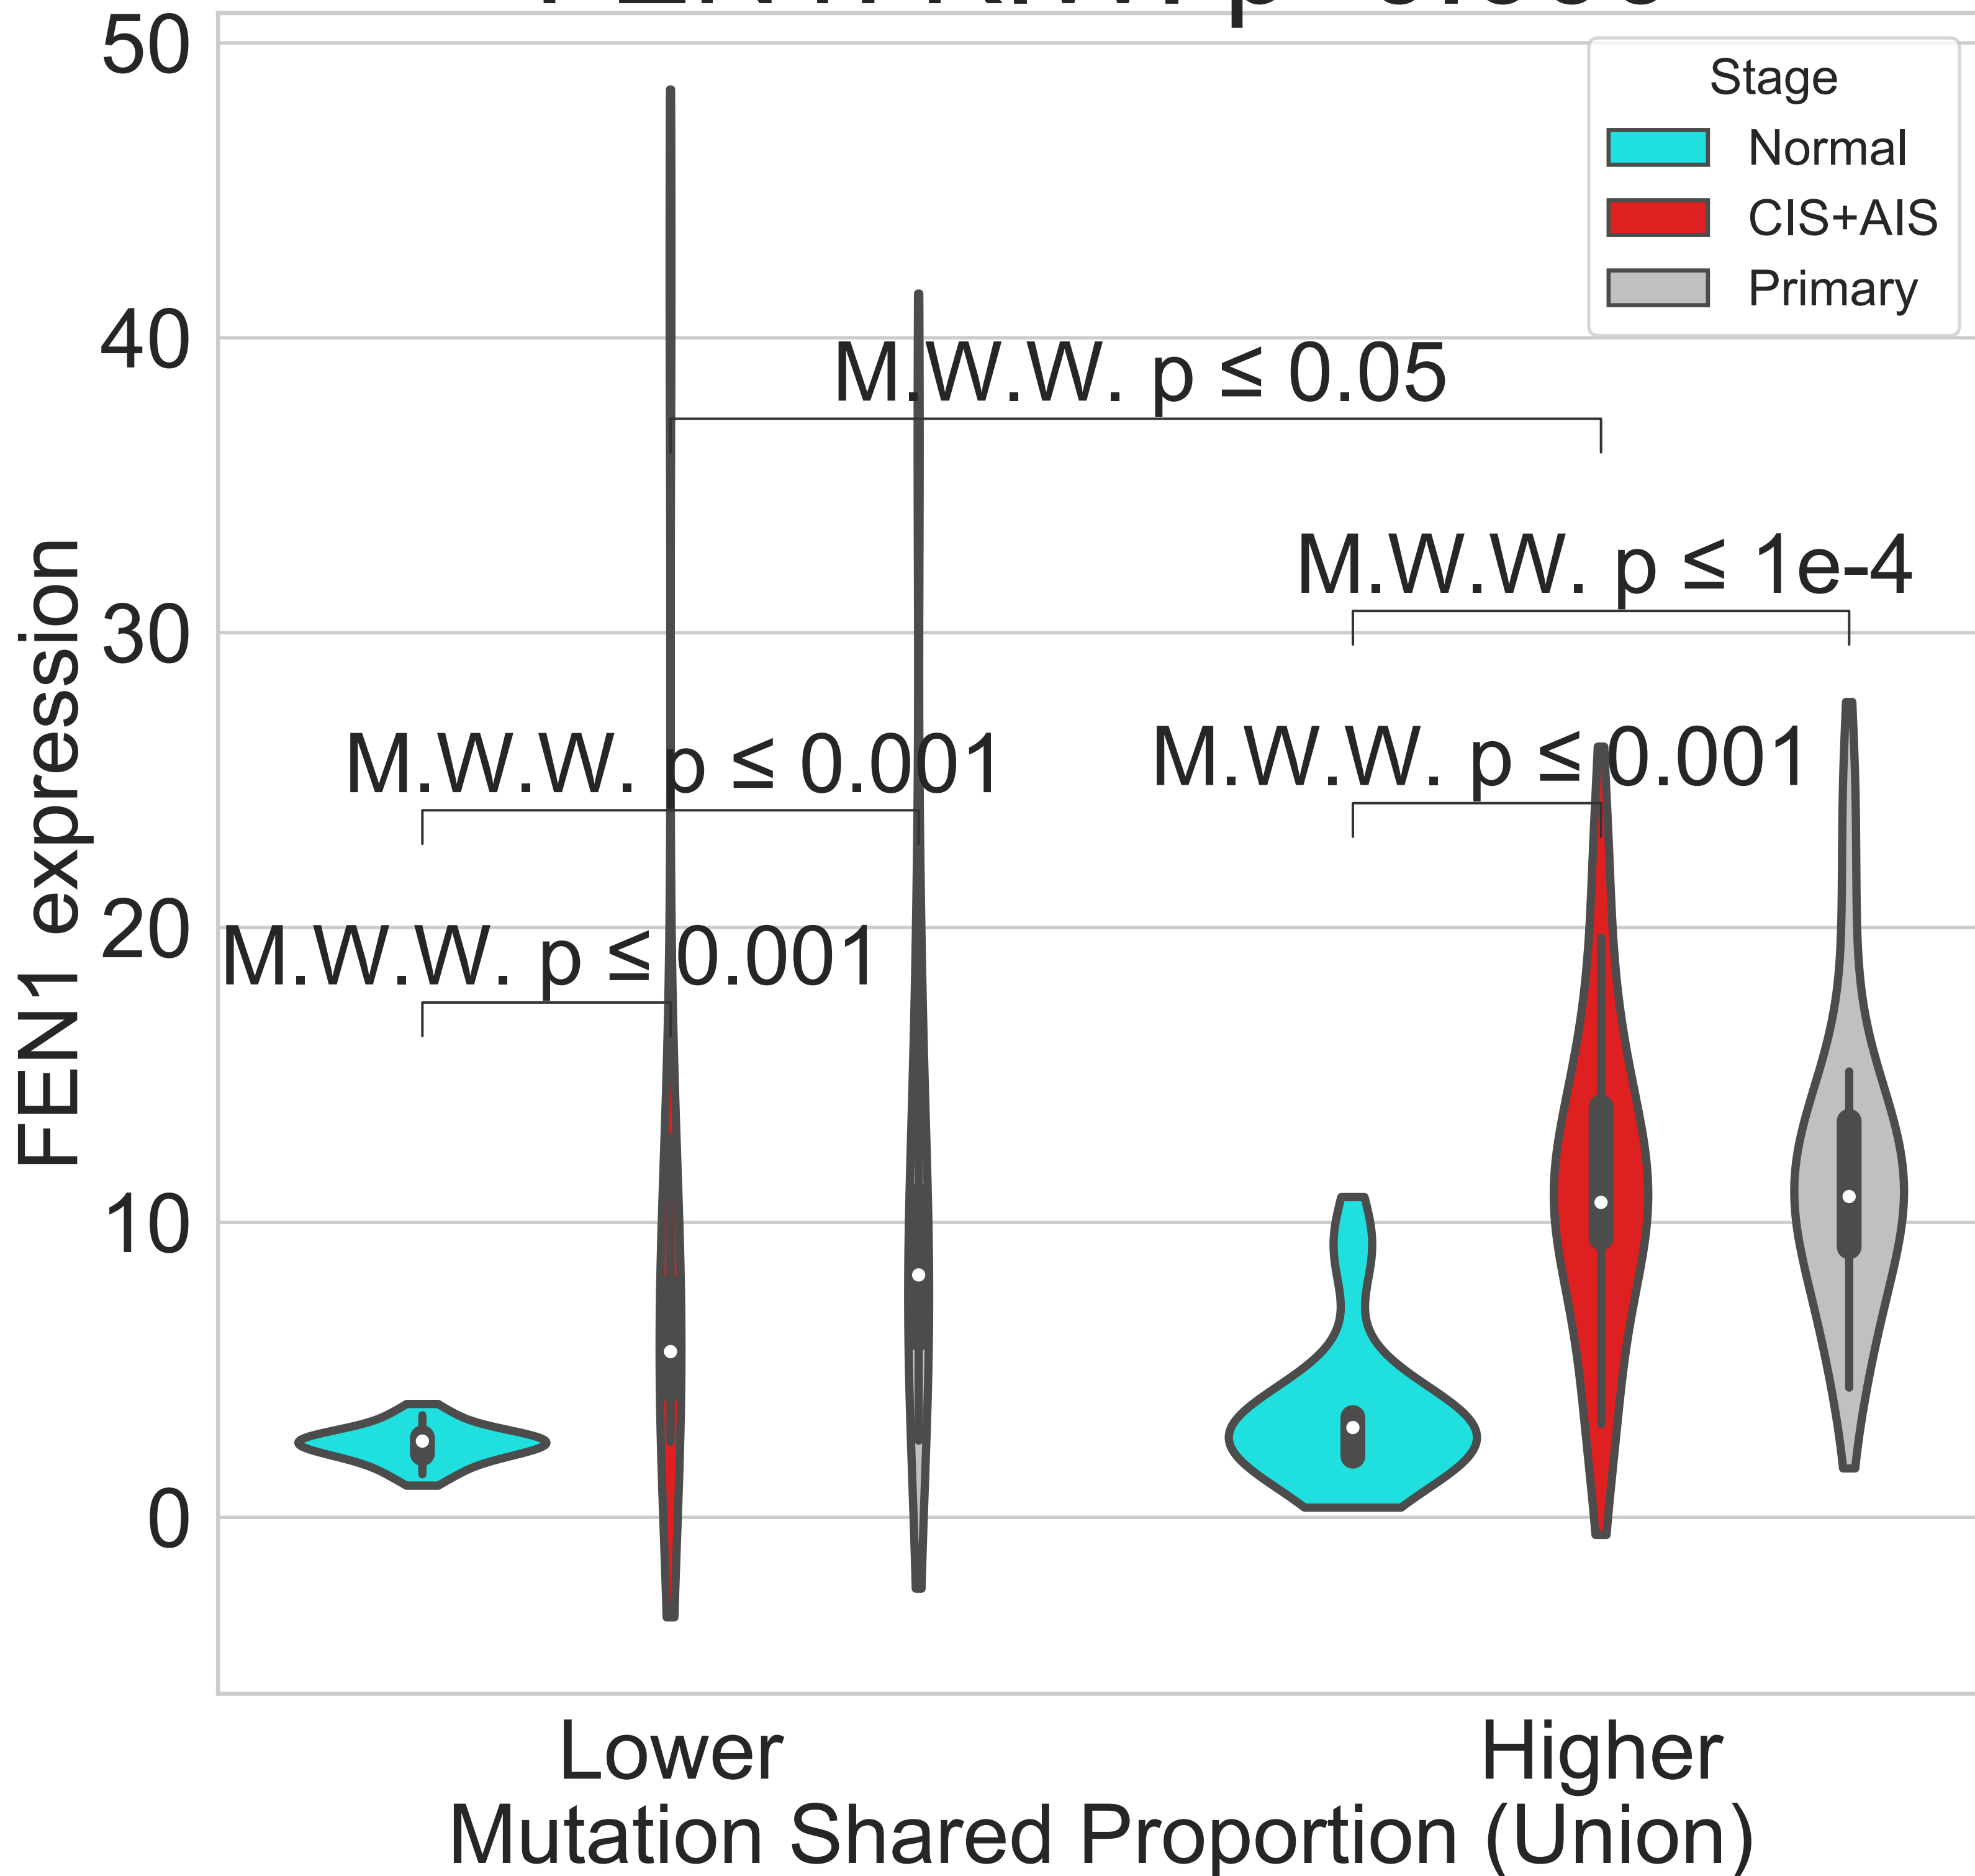 50
Stage
Normal
CIS+AIS
Primary
40
M.W.W. p ≤ 0.05
M.W.W. p ≤ 1e-4
30
M.W.W. p ≤ 0.001
M.W.W. p ≤ 0.001
20
M.W.W. p ≤ 0.001
10
0
FEN1 expression
Lower
Higher
Mutation Shared Proportion (Union)